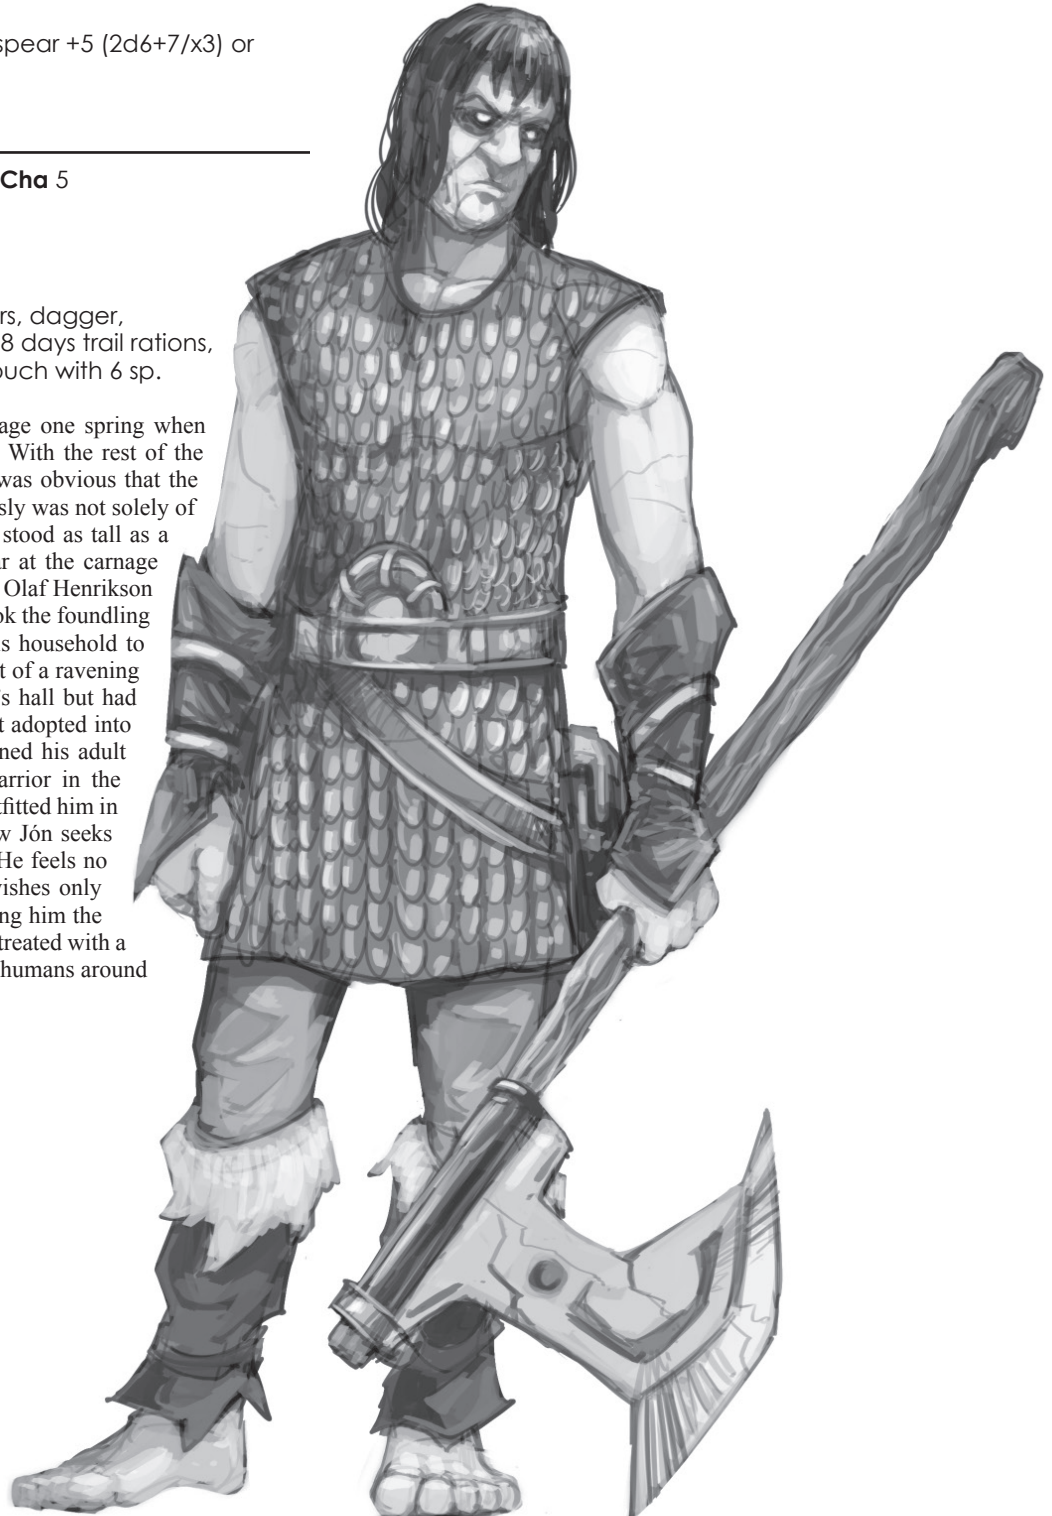 spear +5 (2d6+7/x3) or
Cha 5
rs, dagger,
8 days trail rations,
ouch with 6 sp.
age one spring when
With the rest of the
was obvious that the
sly was not solely of
stood as tall as a
r at the carnage
Olaf Henrikson
ok the foundling
is household to
t of a ravening
's hall but had
t adopted into
ned his adult
arrior in the
tfitted him in
w Jón seeks
He feels no
vishes only
ng him the
treated with a
humans around